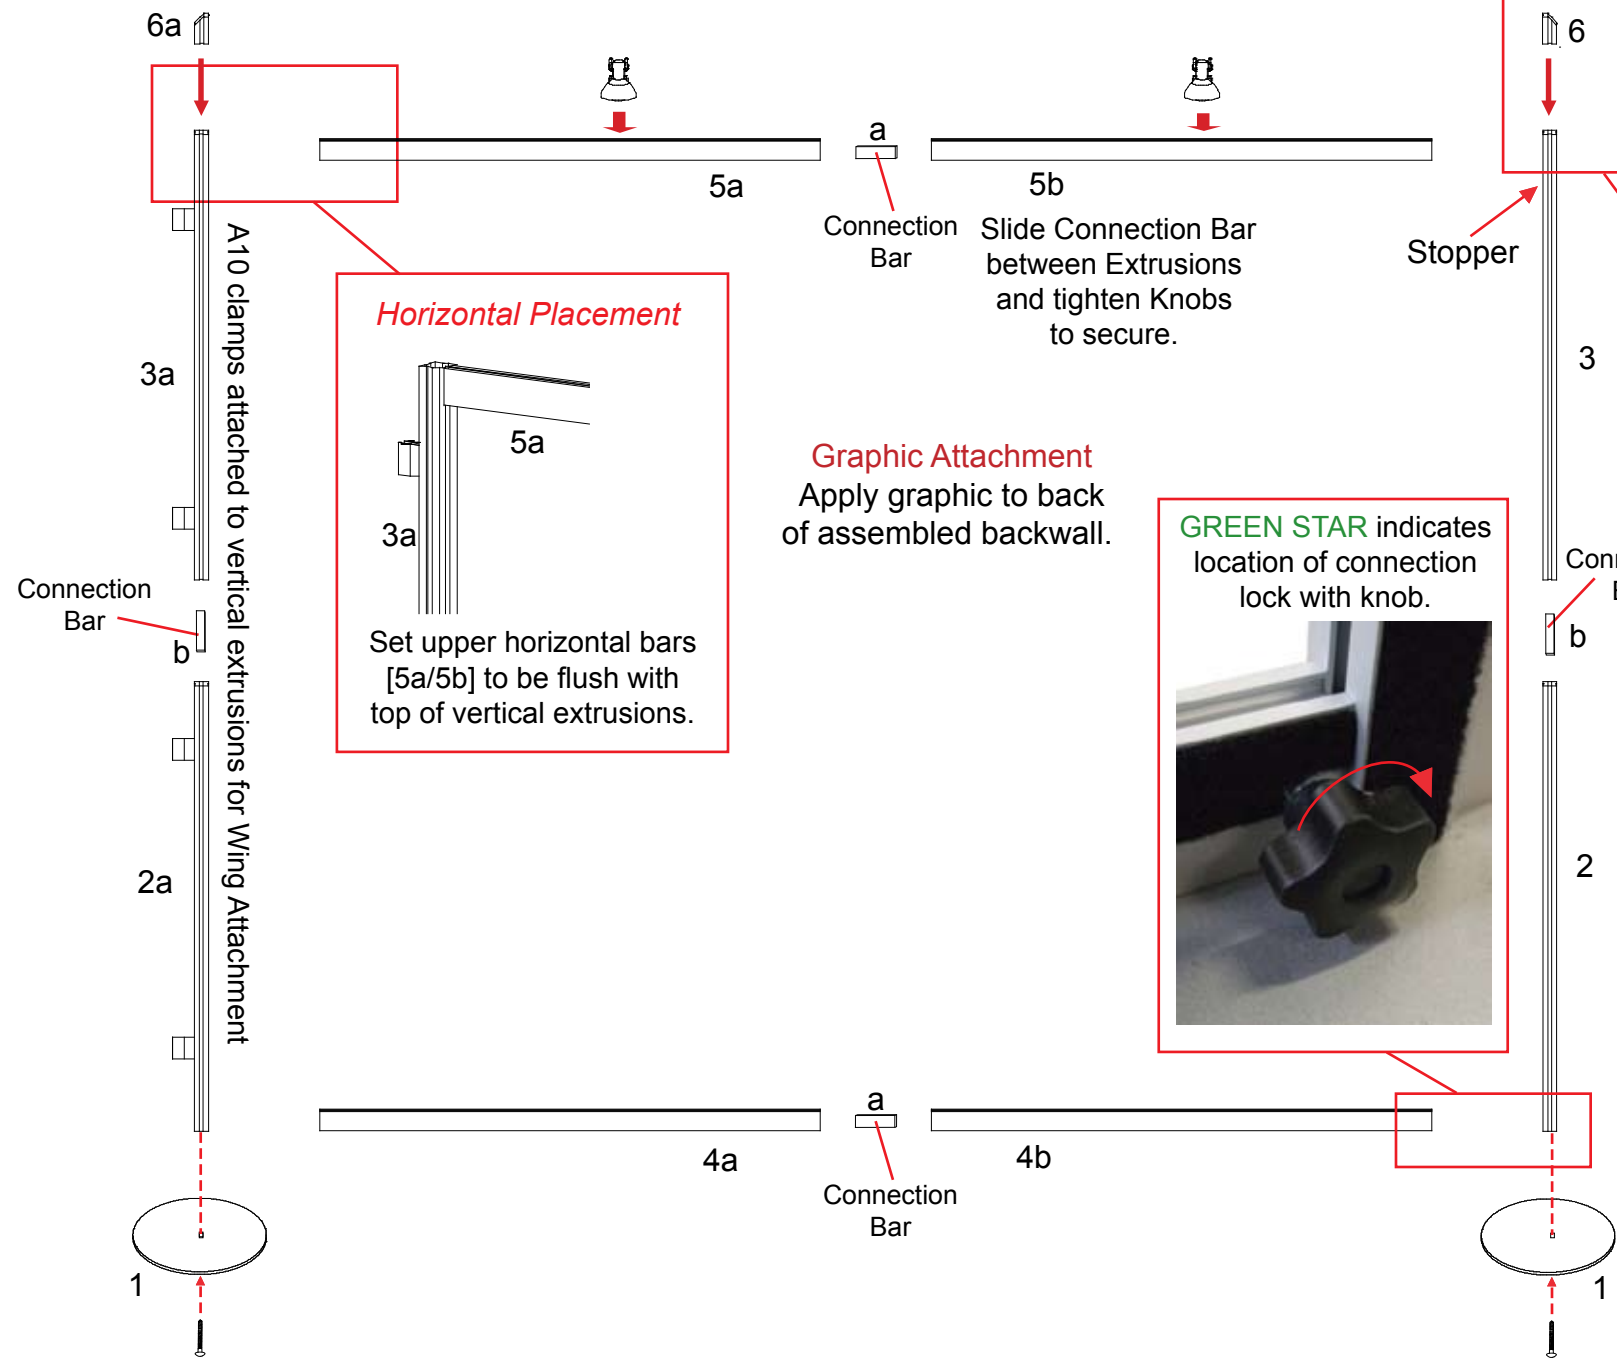 6a
6
a
5a
5b
Connection
Bar
Slide Connection Bar
between Extrusions
and tighten Knobs
to secure.
Stopper
A10 clamps attached to vertical extrusions for Wing Attachment
Horizontal Placement
5a
3a
Set upper horizontal bars
[5a/5b] to be flush with
top of vertical extrusions.
3a
3
Graphic Attachment
Apply graphic to back
of assembled backwall.
GREEN STAR indicates
location of connection
lock with knob.
Connection
Bar
b
b
2a
2
a
4a
4b
Connection
Bar
1
1